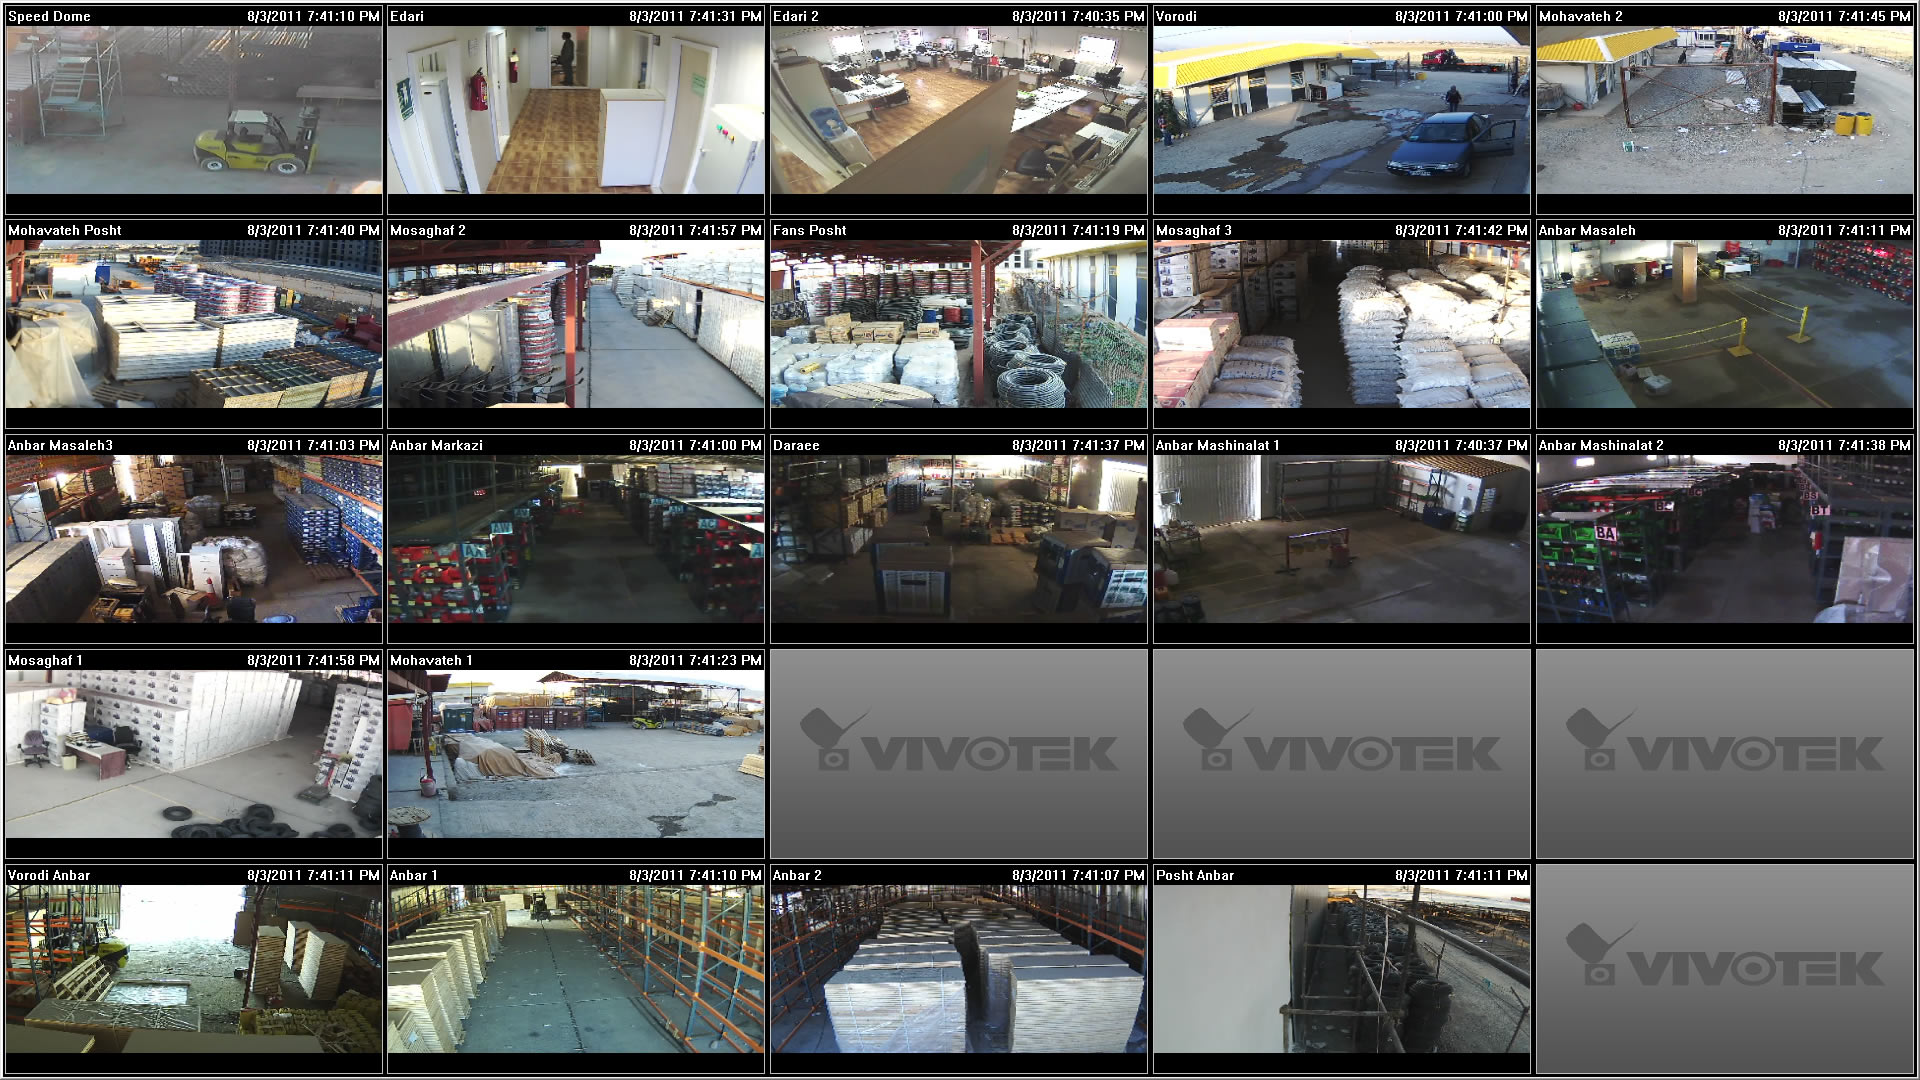 Speed Dome 8/3/2011 7:41:10 PM
Edari 8/3/2011 7:41:31 PM
Edari 2 8/3/2011 7:40:35 PM
Vorodi 8/3/2011 7:41:00 PM
Mohavateh 2 8/3/2011 7:41:45 PM
Mohavateh Posht 8/3/2011 7:41:40 PM
Mosaghaf 2 8/3/2011 7:41:57 PM
Fans Posht 8/3/2011 7:41:19 PM
Mosaghaf 3 8/3/2011 7:41:42 PM
Anbar Masaleh 8/3/2011 7:41:11 PM
Anbar Masaleh3 8/3/2011 7:41:03 PM
Anbar Markazi 8/3/2011 7:41:00 PM
AW
AX
AC
Daraee 8/3/2011 7:41:37 PM
Anbar Mashinalat 1 8/3/2011 7:40:37 PM
Anbar Mashinalat 2 8/3/2011 7:41:38 PM
BA
BS
BT
Mosaghaf 1 8/3/2011 7:41:58 PM
Mohavateh 1 8/3/2011 7:41:23 PM
VIVOTEK
VIVOTEK
VIVOTEK
Vorodi Anbar 8/3/2011 7:41:11 PM
Anbar 1 8/3/2011 7:41:10 PM
Anbar 2 8/3/2011 7:41:07 PM
Posht Anbar 8/3/2011 7:41:11 PM
VIVOTEK